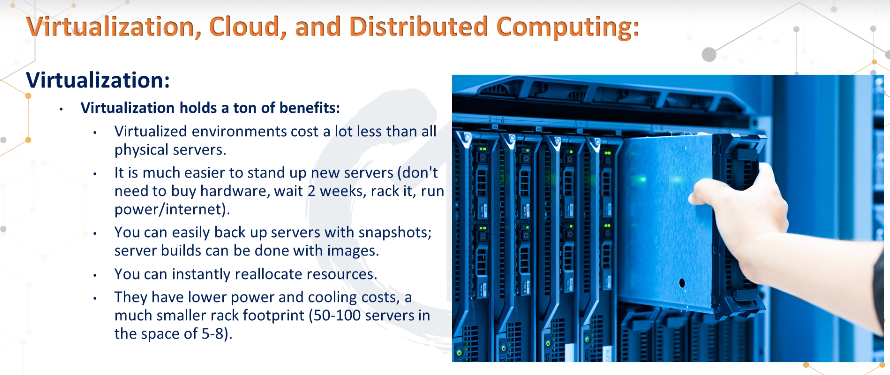 Virtualization, Cloud, and Distributed Computing:
Virtualization:
• Virtualization holds a ton of benefits:
• Virtualized environments cost a lot less than all
physical servers.
• It is much easier to stand up new servers (don't
need to buy hardware, wait 2 weeks, rack it, run
power/internet).
• You can easily back up servers with snapshots;
server builds can be done with images.
• You can instantly reallocate resources.
• They have lower power and cooling costs, a
much smaller rack footprint (50-100 servers in
the space of 5-8).